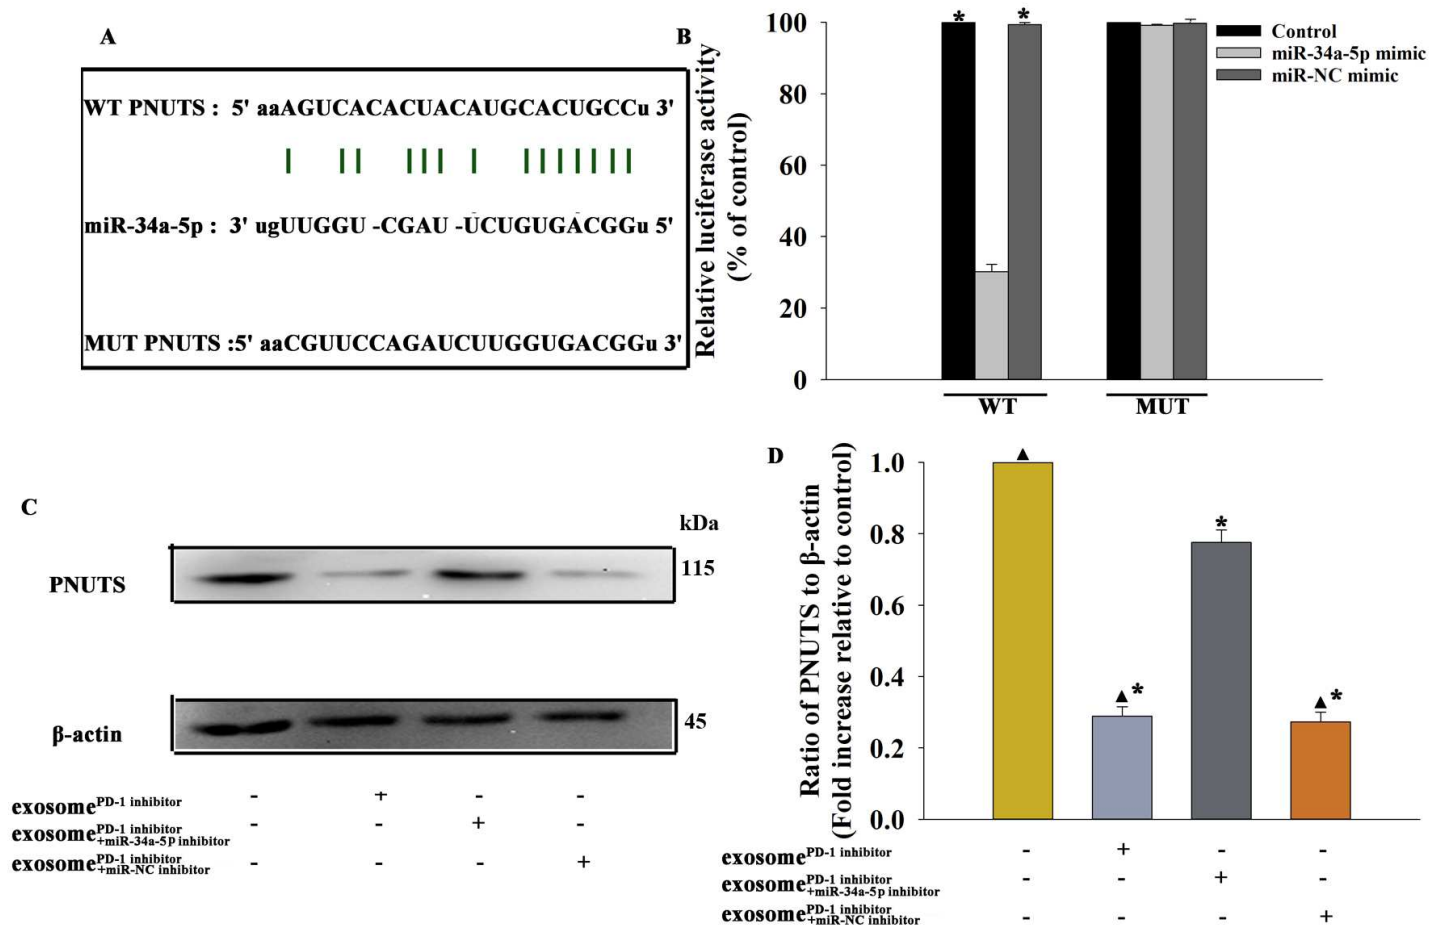 A
WT PNUTS : 5' aaAGUCACACUACAUGCACUGCCu 3'
miR-34a-5p : 3' ugUUGGU -CGAU -UCUGUGACGGu 5'
MUT PNUTS :5' aaCGUUCCAGAUCUUGGUGACGGu 3'
B
Relative luciferase activity
(% of control)
100
80
60
40
20
0
* *
Control
miR-34a-5p mimic
miR-NC mimic
WT MUT
C
kDa
PNUTS 115
β-actin 45
exosome PD-1 inhibitor - + - -
exosome PD-1 inhibitor +miR-34a-5p inhibitor - - + -
exosome PD-1 inhibitor +miR-NC inhibitor - - - +
D
Ratio of PNUTS to β-actin
(Fold increase relative to control)
1.0
0.8
0.6
0.4
0.2
0.0
▲ ▲* * ▲*
exosome PD-1 inhibitor - + - -
exosome PD-1 inhibitor +miR-34a-5p inhibitor - - + -
exosome PD-1 inhibitor +miR-NC inhibitor - - - +